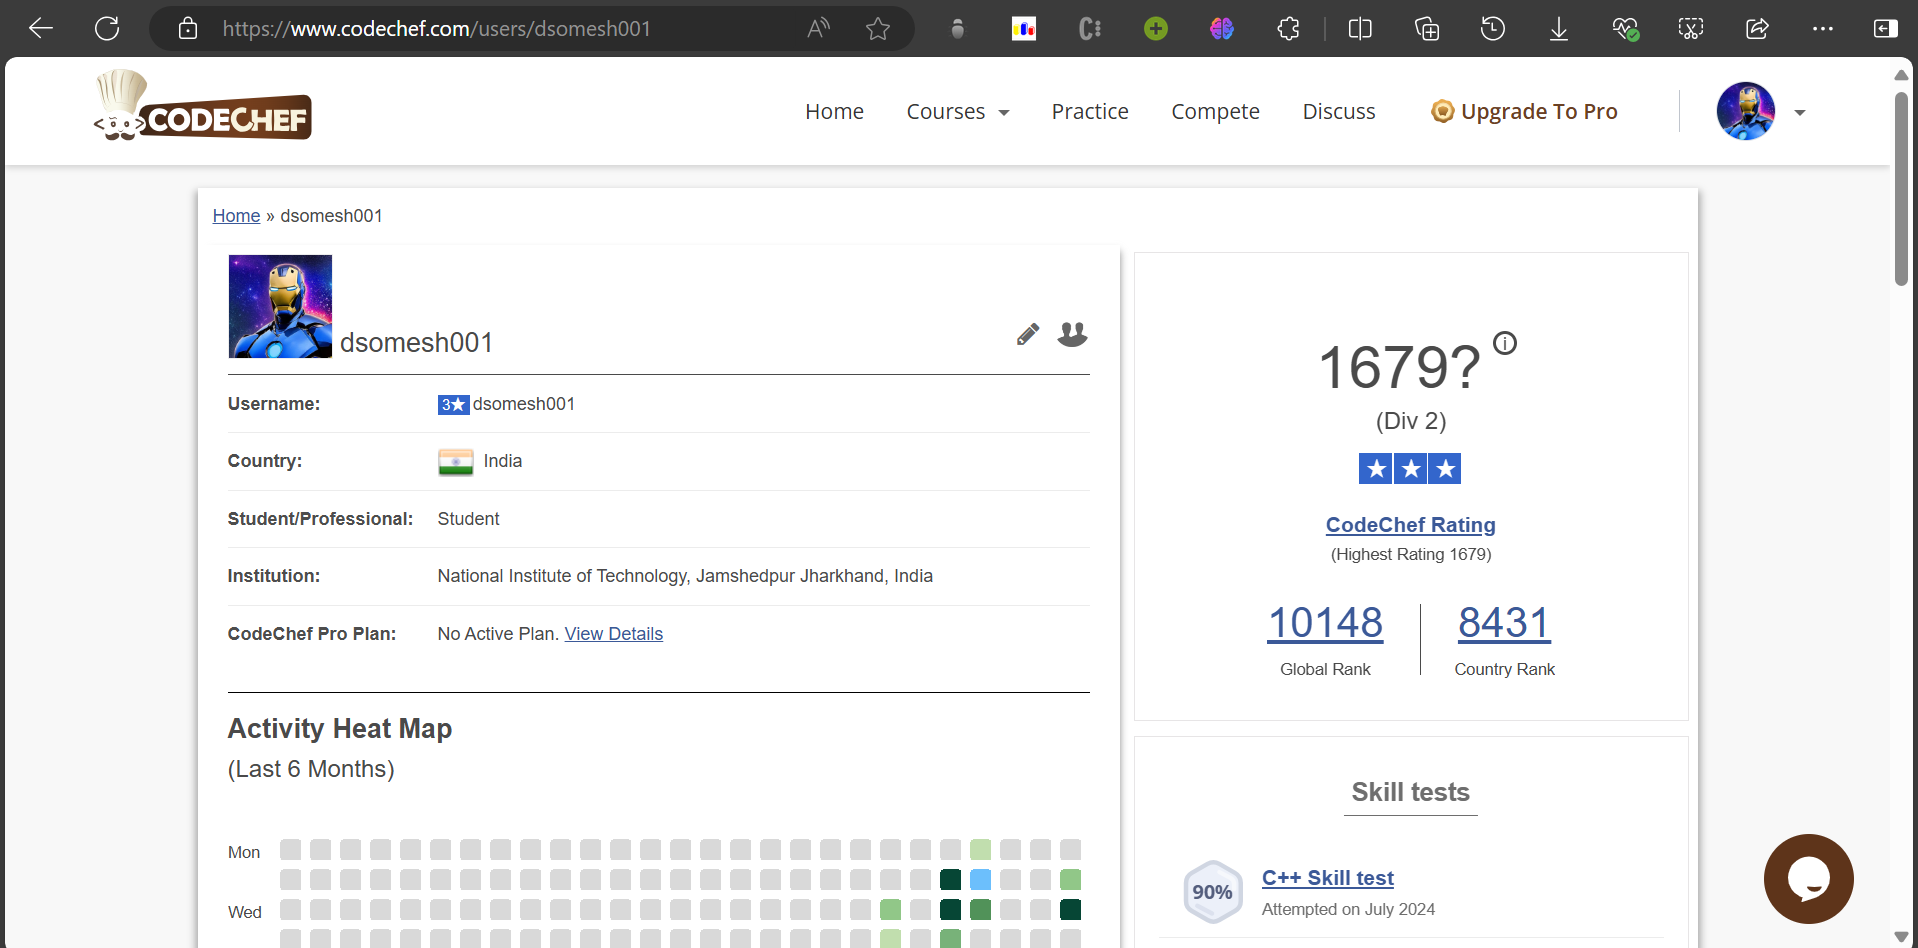 https://www.codechef.com/users/dsomesh001
CODECHEF
Home
Courses
Practice
Compete
Discuss
Upgrade To Pro
Home » dsomesh001
dsomesh001
Username: 3★ dsomesh001
Country: India
Student/Professional: Student
Institution: National Institute of Technology, Jamshedpur Jharkhand, India
CodeChef Pro Plan: No Active Plan. View Details
Activity Heat Map
(Last 6 Months)
Mon
Wed
1679?
(Div 2)
★★★
CodeChef Rating
(Highest Rating 1679)
10148
Global Rank
8431
Country Rank
Skill tests
90%
C++ Skill test
Attempted on July 2024